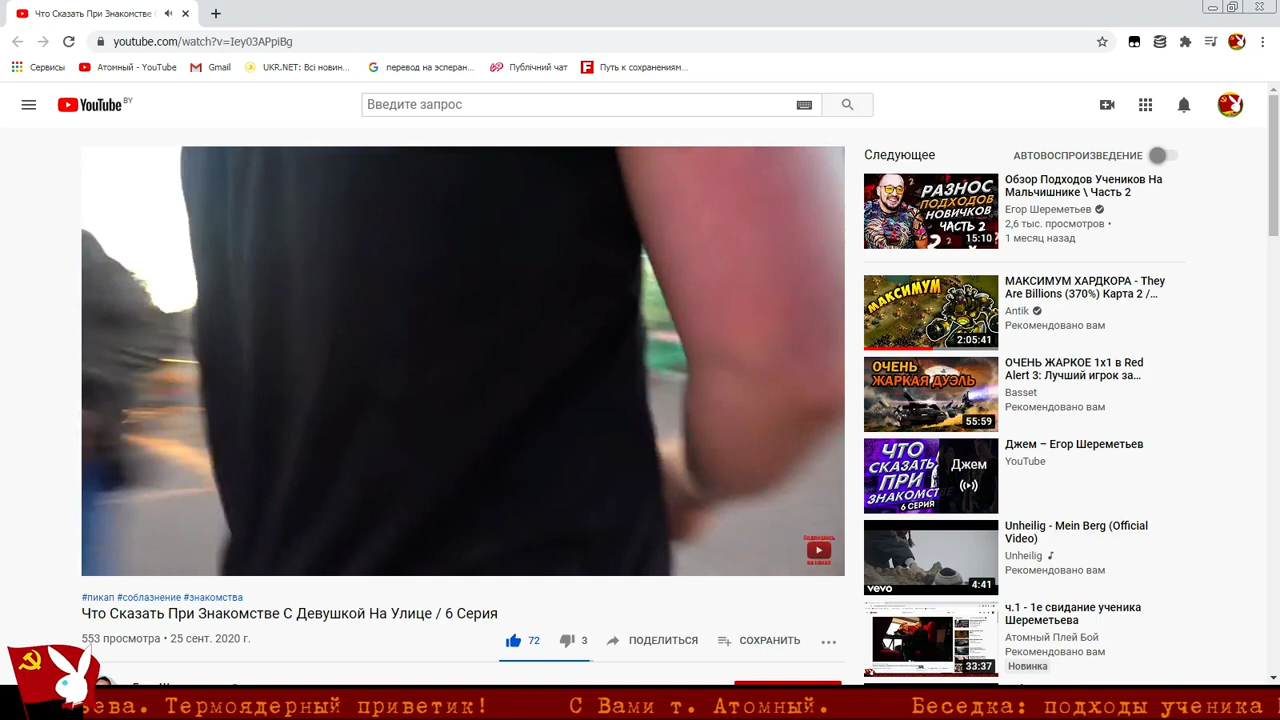 Что Сказать При Знакомстве С
youtube.com/watch?v=Iey03APpiBg
Сервисы
Атомный - YouTube
Gmail
UKR.NET: Всі новин...
перевод на эсперан...
Публічний чат
Путь к сохранениям...
YouTube BY
Введите запрос
Следующее
АВТОВОСПРОИЗВЕДЕНИЕ
РАЗНОС
ПОДХОДОВ
НОВИЧКОВ
ЧАСТЬ 2
15:10
Обзор Подходов Учеников На
Мальчишнике \ Часть 2
Егор Шереметьев
2,6 тыс. просмотров •
1 месяц назад
МАКСИМУМ
2:05:41
МАКСИМУМ ХАРДКОРА - They
Are Billions (370%) Карта 2 /...
Antik
Рекомендовано вам
ОЧЕНЬ
ЖАРКАЯ ДУЭЛЬ
55:59
ОЧЕНЬ ЖАРКОЕ 1x1 в Red
Alert 3: Лучший игрок за...
Basset
Рекомендовано вам
ЧТО
СКАЗАТЬ
ПРИ
ЗНАКОМСТ
6 СЕРИЯ
Джем
Джем – Егор Шереметьев
YouTube
vevo
4:41
Unheilig - Mein Berg (Official
Video)
Unheilig
Рекомендовано вам
33:37
ч.1 - 1е свидание ученика
Шереметьева
Атомный Плей Бой
Рекомендовано вам
Новинка
Подпишись
на канал
#пикап #соблазнение #знакомства
Что Сказать При Знакомстве С Девушкой На Улице / 6 Серия
553 просмотра • 25 сент. 2020 г.
72
3
ПОДЕЛИТЬСЯ
СОХРАНИТЬ
ьева. Термоядерный приветик! С Вами т. Атомный. Беседка: подходы ученика